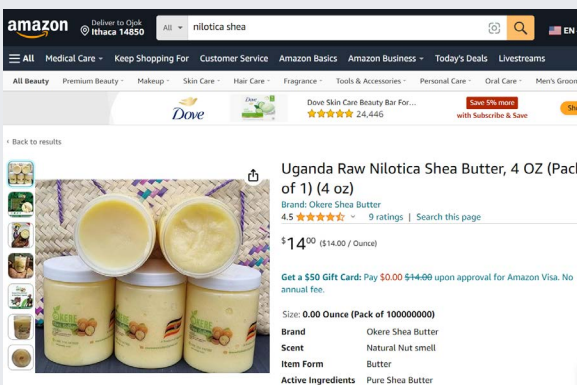 amazon
Deliver to Ojok
Ithaca 14850
All
nilotica shea
EN
All Medical Care Keep Shopping For Customer Service Amazon Basics Amazon Business Today's Deals Livestreams
All Beauty Premium Beauty Makeup Skin Care Hair Care Fragrance Tools & Accessories Personal Care Oral Care Men's Groom
Dove
Dove Skin Care Beauty Bar For...
24,446
Save 5% more
with Subscribe & Save
Sh
‹ Back to results
Uganda Raw Nilotica Shea Butter, 4 OZ (Pack
of 1) (4 oz)
Brand: Okere Shea Butter
4.5 9 ratings | Search this page
$1400 ($14.00 / Ounce)
Get a $50 Gift Card: Pay $0.00 $14.00 upon approval for Amazon Visa. No
annual fee.
Size: 0.00 Ounce (Pack of 100000000)
Brand Okere Shea Butter
Scent Natural Nut smell
Item Form Butter
Active Ingredients Pure Shea Butter
OKERE